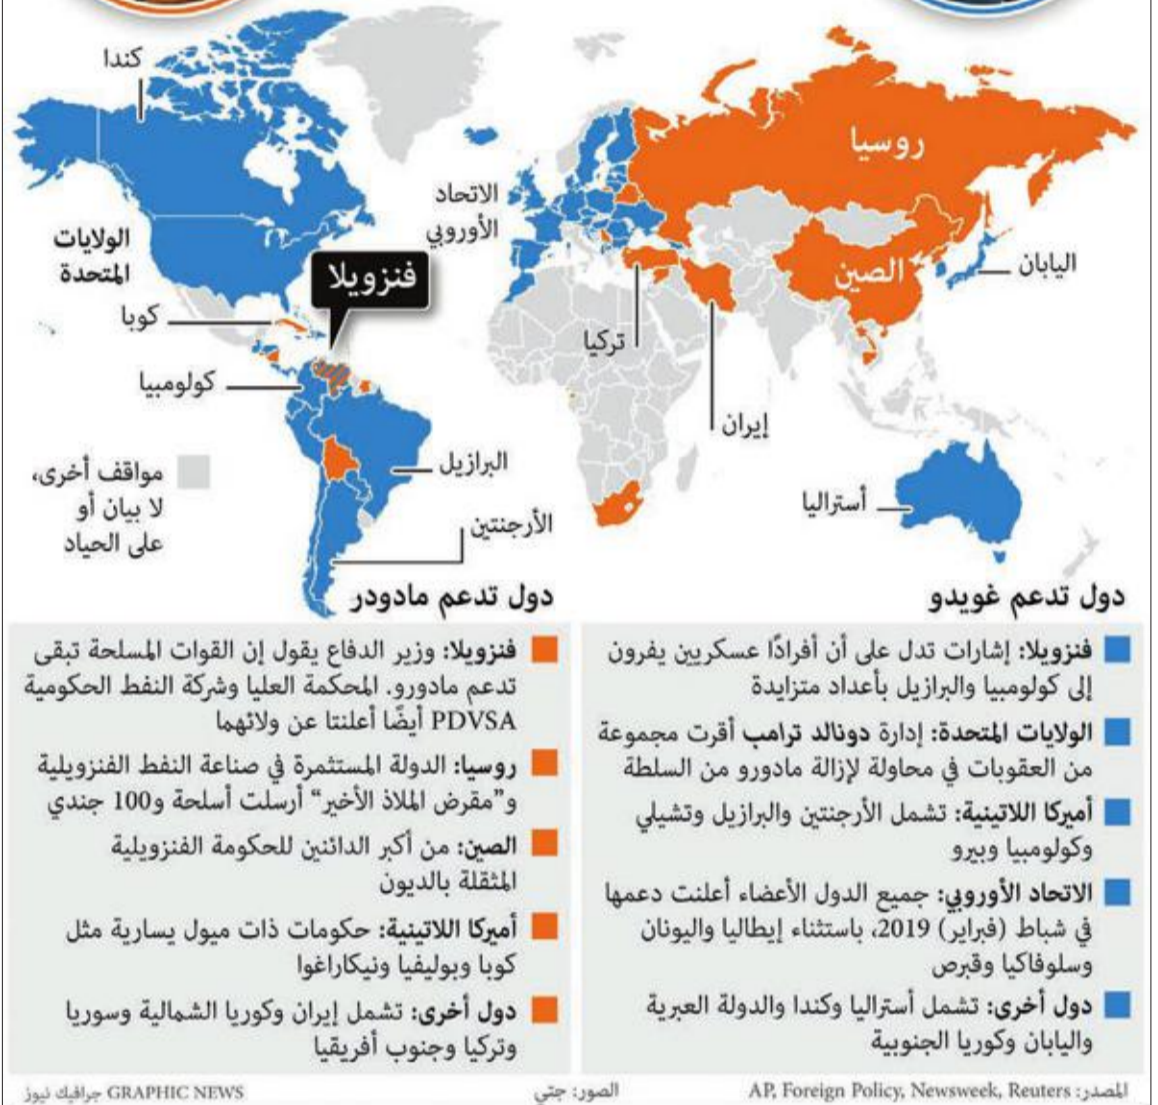 كندا
روسيا
الاتحاد
الأوروبي
الولايات
المتحدة
فنزويلا
الصين
اليابان
كوبا
تركيا
كولومبيا
إيران
البرازيل
مواقف أخرى،
لا بيان أو
على الحياد
أستراليا
الأرجنتين
دول تدعم غويدو
فنزويلا: إشارات تدل على أن أفرادًا عسكريين يفرون
إلى كولومبيا والبرازيل بأعداد متزايدة
الولايات المتحدة: إدارة دونالد ترامب أقرت مجموعة
من العقوبات في محاولة لإزالة مادورو من السلطة
أميركا اللاتينية: تشمل الأرجنتين والبرازيل وتشيلي
وكولومبيا وبيرو
الاتحاد الأوروبي: جميع الدول الأعضاء أعلنت دعمها
في شباط (فبراير) 2019، باستثناء إيطاليا واليونان
وسلوفاكيا وقبرص
دول أخرى: تشمل أستراليا وكندا والدولة العبرية
واليابان وكوريا الجنوبية
دول تدعم مادودر
فنزويلا: وزير الدفاع يقول إن القوات المسلحة تبقى
تدعم مادورو. المحكمة العليا وشركة النفط الحكومية
PDVSA أيضًا أعلنتا عن ولائهما
روسيا: الدولة المستثمرة في صناعة النفط الفنزويلية
و”مقرض الملاذ الأخير“ أرسلت أسلحة و100 جندي
الصين: من أكبر الدائنين للحكومة الفنزويلية
المثقلة بالديون
أميركا اللاتينية: حكومات ذات ميول يسارية مثل
كوبا وبوليفيا ونيكاراغوا
دول أخرى: تشمل إيران وكوريا الشمالية وسوريا
وتركيا وجنوب أفريقيا
المصدر: AP, Foreign Policy, Newsweek, Reuters
الصور: جتي
GRAPHIC NEWS جرافيك نيوز